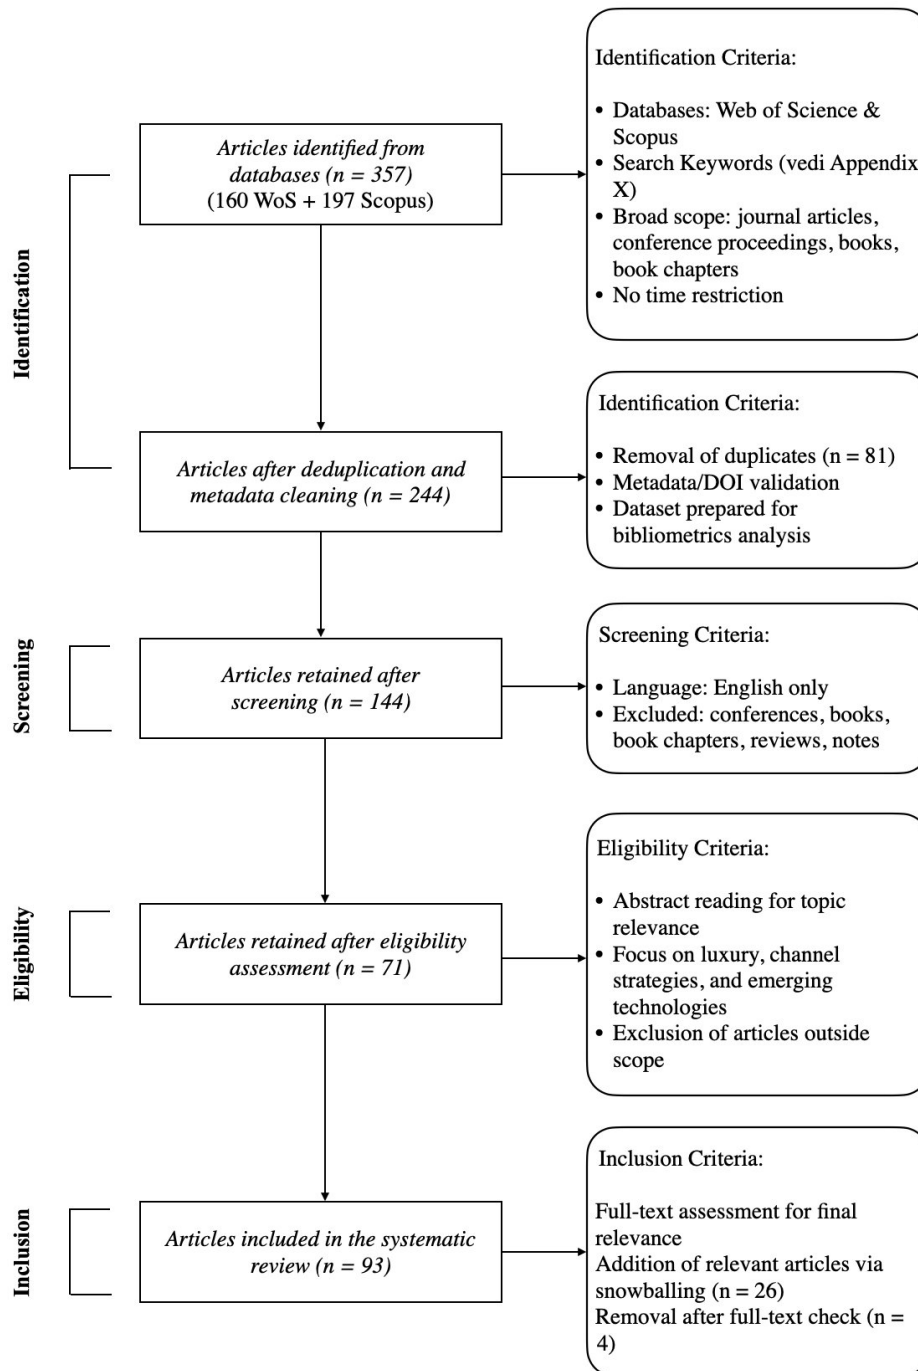 Identification Criteria:
• Databases: Web of Science &
Scopus
• Search Keywords (vedi Appendix
X)
• Broad scope: journal articles,
conference proceedings, books,
book chapters
• No time restriction
Articles identified from
databases (n = 357)
(160 WoS + 197 Scopus)
Identification
Identification Criteria:
• Removal of duplicates (n = 81)
• Metadata/DOI validation
• Dataset prepared for
bibliometrics analysis
Articles after deduplication and
metadata cleaning (n = 244)
Screening
Articles retained after
screening (n = 144)
Screening Criteria:
• Language: English only
• Excluded: conferences, books,
book chapters, reviews, notes
Eligibility
Articles retained after eligibility
assessment (n = 71)
Eligibility Criteria:
• Abstract reading for topic
relevance
• Focus on luxury, channel
strategies, and emerging
technologies
• Exclusion of articles outside
scope
Inclusion
Articles included in the systematic
review (n = 93)
Inclusion Criteria:
Full-text assessment for final
relevance
Addition of relevant articles via
snowballing (n = 26)
Removal after full-text check (n =
4)